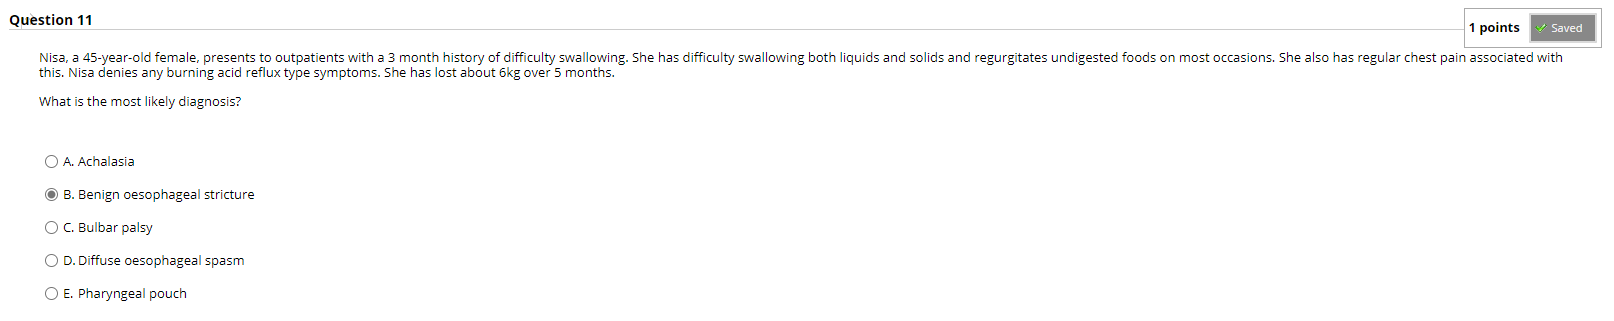 Question 11
1 points
Saved
Nisa, a 45-year-old female, presents to outpatients with a 3 month history of difficulty swallowing. She has difficulty swallowing both liquids and solids and regurgitates undigested foods on most occasions. She also has regular chest pain associated with
this. Nisa denies any burning acid reflux type symptoms. She has lost about 6kg over 5 months.
What is the most likely diagnosis?
A. Achalasia
B. Benign oesophageal stricture
C. Bulbar palsy
D. Diffuse oesophageal spasm
E. Pharyngeal pouch